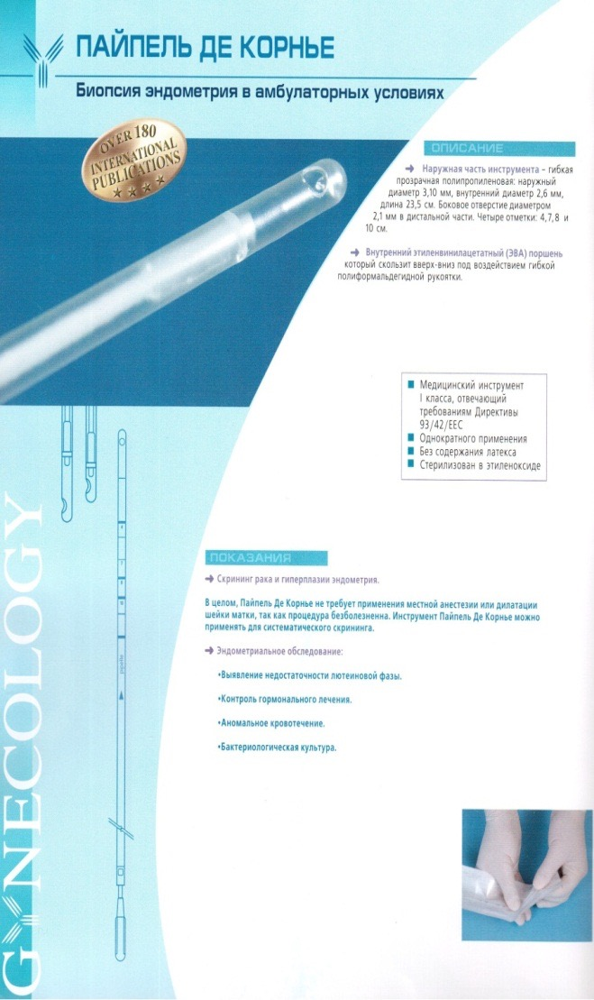 ПАЙПЕЛЬ ДЕ КОРНЬЕ
Биопсия эндометрия в амбулаторных условиях
OVER 180
INTERNATIONAL
PUBLICATIONS
ОПИСАНИЕ
➔ Наружная часть инструмента – гибкая
прозрачная полипропиленовая: наружный
диаметр 3,10 мм, внутренний диаметр 2,6 мм,
длина 23,5 см. Боковое отверстие диаметром
2,1 мм в дистальной части. Четыре отметки: 4,7,8 и
10 см.
➔ Внутренний этиленвинилацетатный (ЭВА) поршень
который скользит вверх-вниз под воздействием гибкой
полиформальдегидной рукоятки.
■ Медицинский инструмент
I класса, отвечающий
требованиям Директивы
93/42/EEC
■ Однократного применения
■ Без содержания латекса
■ Стерилизован в этиленоксиде
ПОКАЗАНИЯ
➔ Скрининг рака и гиперплазии эндометрия.
В целом, Пайпель Де Корнье не требует применения местной анестезии или дилатации
шейки матки, так как процедура безболезненна. Инструмент Пайпель Де Корнье можно
применять для систематического скрининга.
➔ Эндометриальное обследование:
•Выявление недостаточности лютеиновой фазы.
•Контроль гормонального лечения.
•Аномальное кровотечение.
•Бактериологическая культура.
GYNECOLOGY